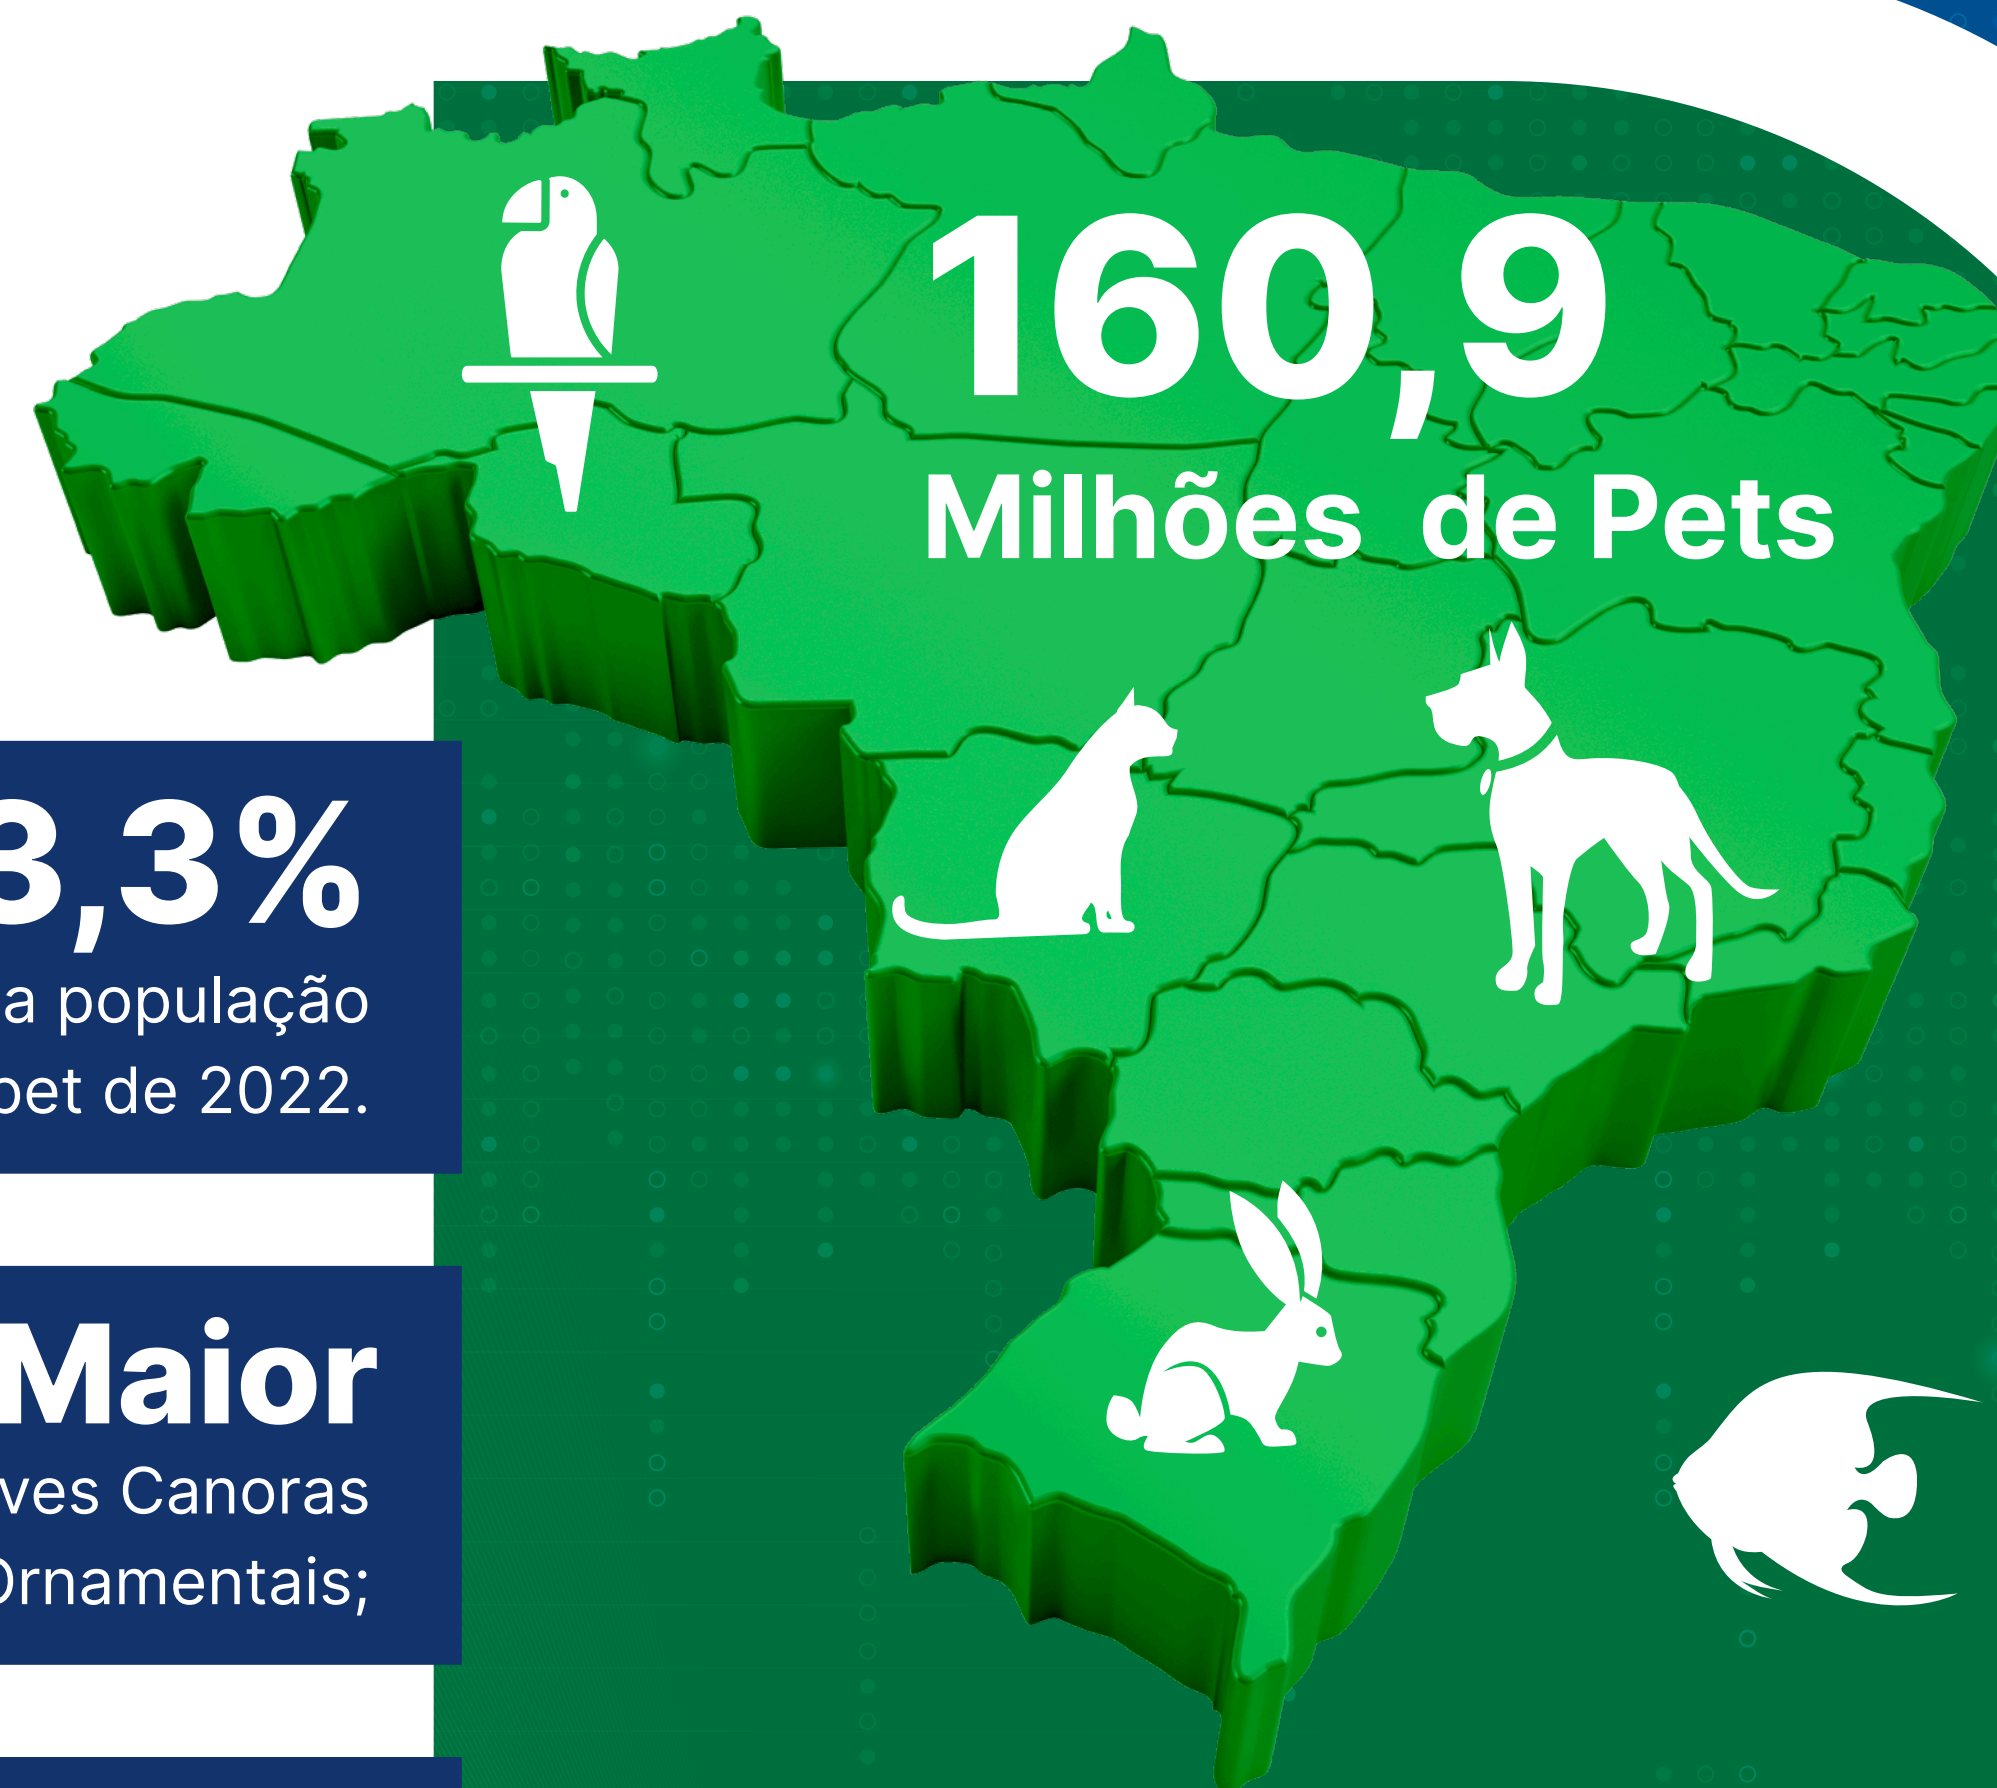 160,9
Milhões de Pets
3,3%
a população
pet de 2022.
Maior
ves Canoras
Ornamentais;